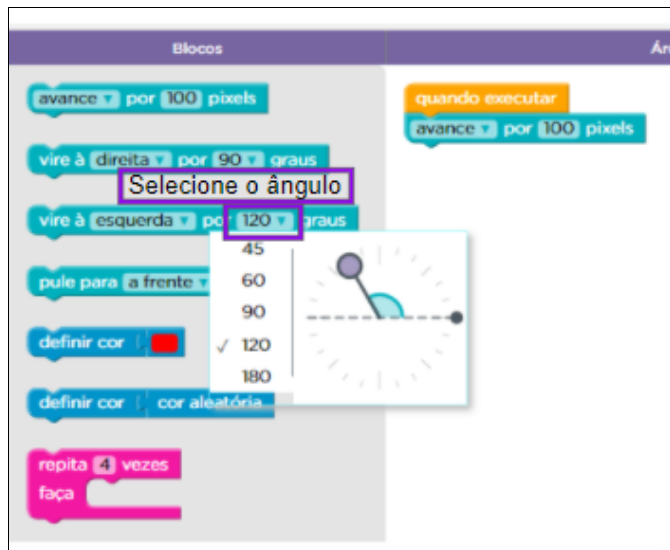 Blocos
Ár
avance por 100 pixels
quando executar
avance por 100 pixels
vire à direita por 90 graus
Selecione o ângulo
vire à esquerda por 120 graus
45
60
90
✓ 120
180
pule para a frente
definir cor
definir cor cor aleatória
repita 4 vezes
faça